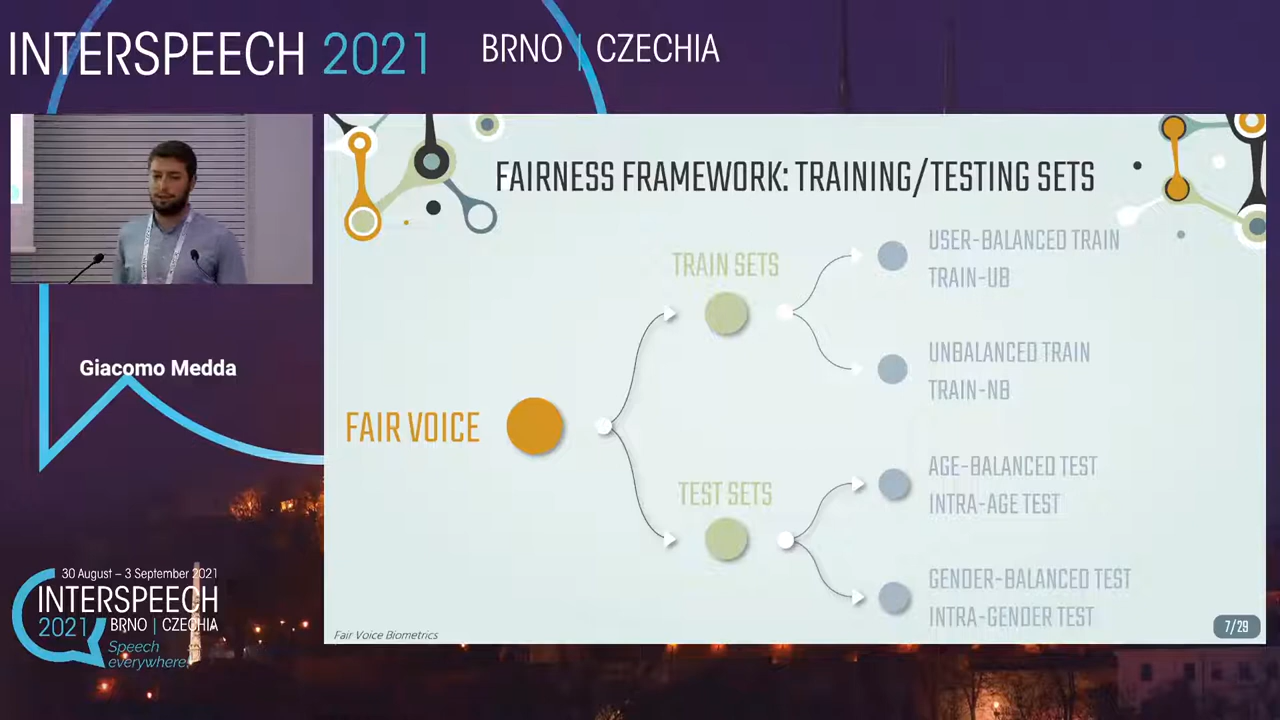 INTERSPEECH 2021
BRNO | CZECHIA
FAIRNESS FRAMEWORK: TRAINING/TESTING SETS
TRAIN SETS
USER-BALANCED TRAIN
TRAIN-UB
UNBALANCED TRAIN
TRAIN-NB
Giacomo Medda
FAIR VOICE
TEST SETS
AGE-BALANCED TEST
INTRA-AGE TEST
GENDER-BALANCED TEST
INTRA-GENDER TEST
Fair Voice Biometrics
7/29
30 August – 3 September 2021
INTERSPEECH
2021 BRNO | CZECHIA
Speech
everywhere!